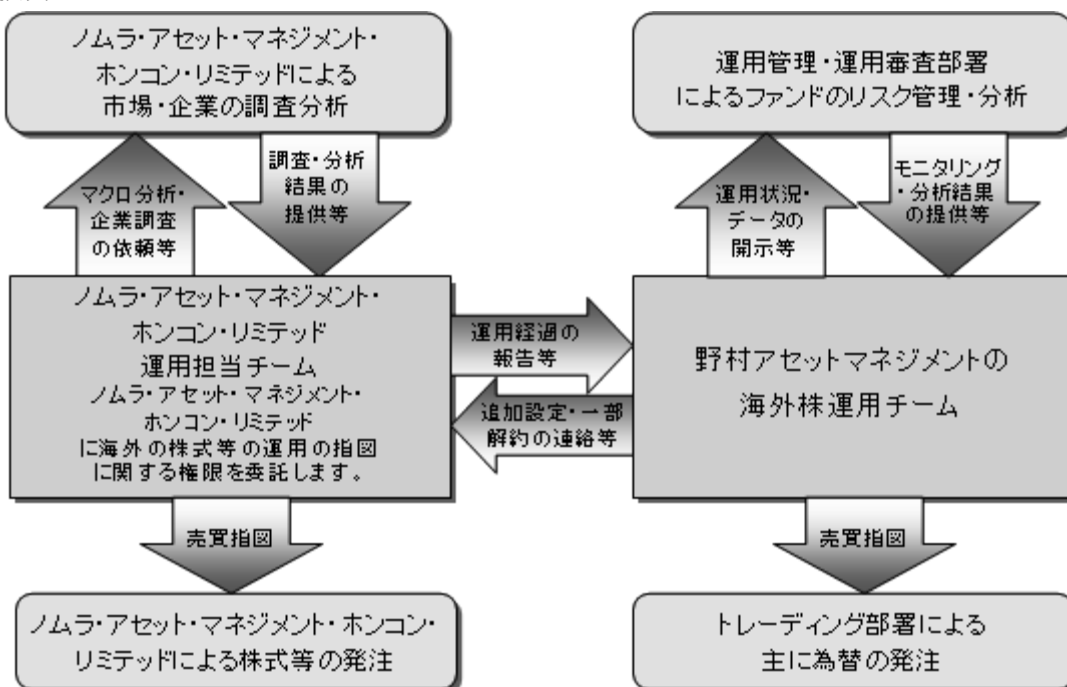 ノムラ・アセット・マネジメント・
ホンコン・リミテッドによる
市場・企業の調査分析
運用管理・運用審査部署
によるファンドのリスク管理・分析
マクロ分析・
企業調査
の依頼等
調査・分析
結果の
提供等
運用状況・
データの
開示等
モニタリング
・分析結果
の提供等
ノムラ・アセット・マネジメント・
ホンコン・リミテッド
運用担当チーム
ノムラ・アセット・マネジメント・
ホンコン・リミテッド
に海外の株式等の運用の指図
に関する権限を委託します。
運用経過の
報告等
追加設定・一部
解約の連絡等
野村アセットマネジメントの
海外株運用チーム
売買指図
売買指図
ノムラ・アセット・マネジメント・ホンコン・
リミテッドによる株式等の発注
トレーディング部署による
主に為替の発注